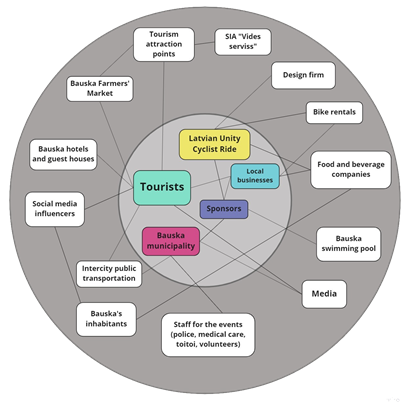 Tourism
attraction
points
SIA "Vides
serviss"
Design firm
Bauska Farmers'
Market
Bike rentals
Latvian Unity
Cyclist Ride
Bauska hotels
and guest houses
Food and beverage
companies
Local
businesses
Tourists
Social media
influencers
Sponsors
Bauska
municipality
Bauska
swimming pool
Intercity public
transportation
Media
Bauska's
inhabitants
Staff for the events
(police, medical care,
toitoi, volunteers)